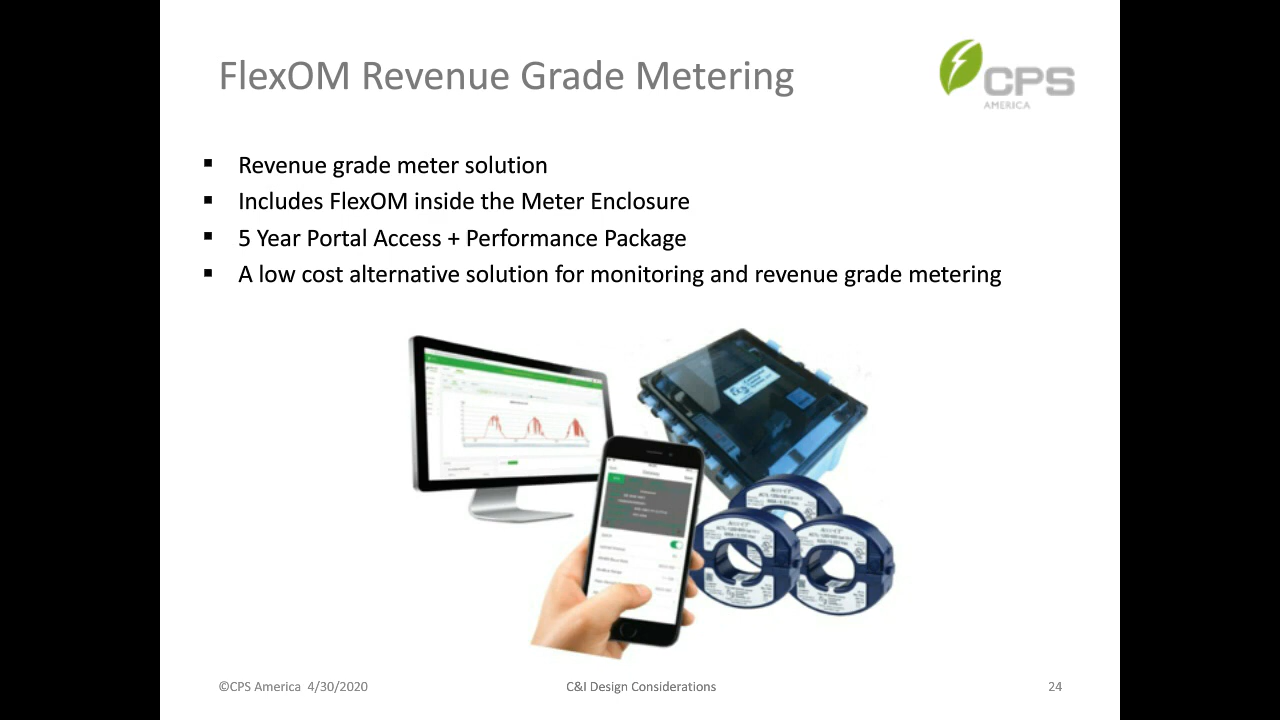 FlexOM Revenue Grade Metering
CPS
AMERICA
Revenue grade meter solution
Includes FlexOM inside the Meter Enclosure
5 Year Portal Access + Performance Package
A low cost alternative solution for monitoring and revenue grade metering
©CPS America 4/30/2020
C&I Design Considerations
24